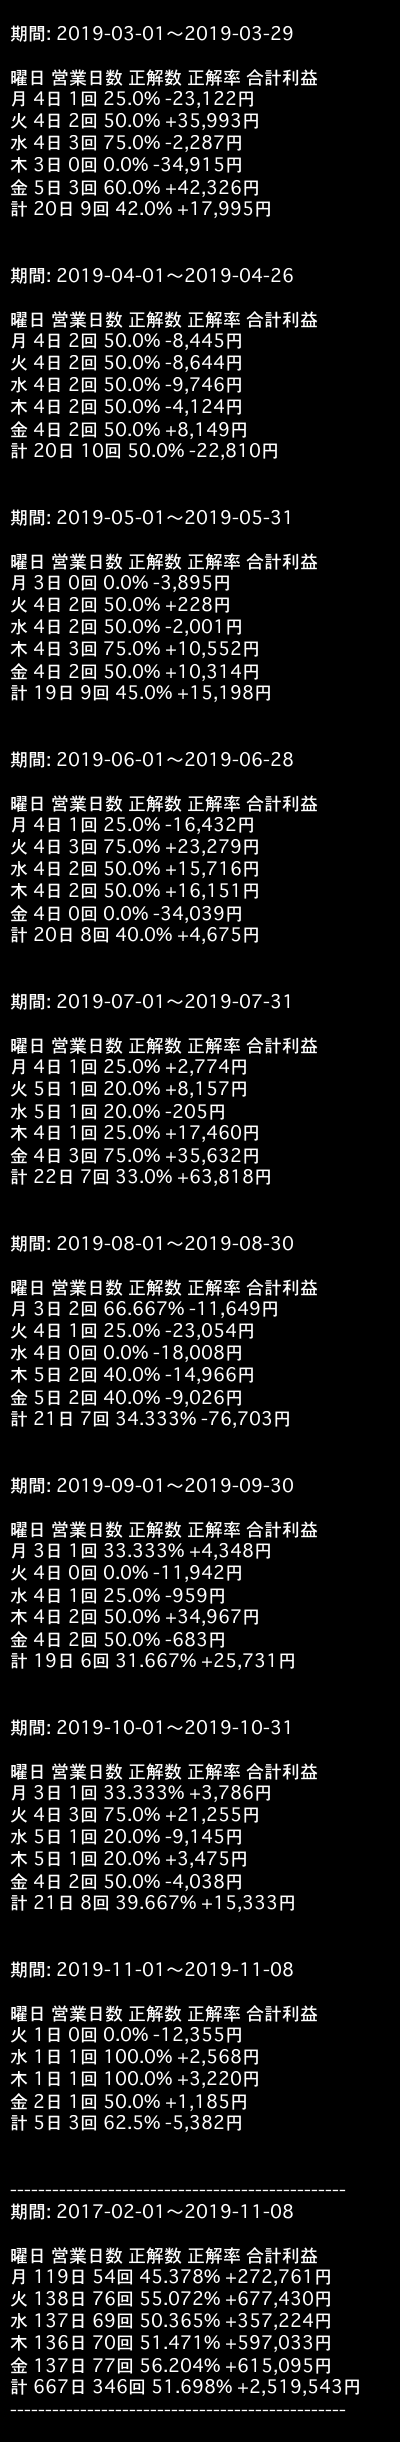 期間: 2019-03-01～2019-03-29
曜日 営業日数 正解数 正解率 合計利益
月 4日 1回 25.0% -23,122円
火 4日 2回 50.0% +35,993円
水 4日 3回 75.0% -2,287円
木 3日 0回 0.0% -34,915円
金 5日 3回 60.0% +42,326円
計 20日 9回 42.0% +17,995円
期間: 2019-04-01～2019-04-26
曜日 営業日数 正解数 正解率 合計利益
月 4日 2回 50.0% -8,445円
火 4日 2回 50.0% -8,644円
水 4日 2回 50.0% -9,746円
木 4日 2回 50.0% -4,124円
金 4日 2回 50.0% +8,149円
計 20日 10回 50.0% -22,810円
期間: 2019-05-01～2019-05-31
曜日 営業日数 正解数 正解率 合計利益
月 3日 0回 0.0% -3,895円
火 4日 2回 50.0% +228円
水 4日 2回 50.0% -2,001円
木 4日 3回 75.0% +10,552円
金 4日 2回 50.0% +10,314円
計 19日 9回 45.0% +15,198円
期間: 2019-06-01～2019-06-28
曜日 営業日数 正解数 正解率 合計利益
月 4日 1回 25.0% -16,432円
火 4日 3回 75.0% +23,279円
水 4日 2回 50.0% +15,716円
木 4日 2回 50.0% +16,151円
金 4日 0回 0.0% -34,039円
計 20日 8回 40.0% +4,675円
期間: 2019-07-01～2019-07-31
曜日 営業日数 正解数 正解率 合計利益
月 4日 1回 25.0% +2,774円
火 5日 1回 20.0% +8,157円
水 5日 1回 20.0% -205円
木 4日 1回 25.0% +17,460円
金 4日 3回 75.0% +35,632円
計 22日 7回 33.0% +63,818円
期間: 2019-08-01～2019-08-30
曜日 営業日数 正解数 正解率 合計利益
月 3日 2回 66.667% -11,649円
火 4日 1回 25.0% -23,054円
水 4日 0回 0.0% -18,008円
木 5日 2回 40.0% -14,966円
金 5日 2回 40.0% -9,026円
計 21日 7回 34.333% -76,703円
期間: 2019-09-01～2019-09-30
曜日 営業日数 正解数 正解率 合計利益
月 3日 1回 33.333% +4,348円
火 4日 0回 0.0% -11,942円
水 4日 1回 25.0% -959円
木 4日 2回 50.0% +34,967円
金 4日 2回 50.0% -683円
計 19日 6回 31.667% +25,731円
期間: 2019-10-01～2019-10-31
曜日 営業日数 正解数 正解率 合計利益
月 3日 1回 33.333% +3,786円
火 4日 3回 75.0% +21,255円
水 5日 1回 20.0% -9,145円
木 5日 1回 20.0% +3,475円
金 4日 2回 50.0% -4,038円
計 21日 8回 39.667% +15,333円
期間: 2019-11-01～2019-11-08
曜日 営業日数 正解数 正解率 合計利益
火 1日 0回 0.0% -12,355円
水 1日 1回 100.0% +2,568円
木 1日 1回 100.0% +3,220円
金 2日 1回 50.0% +1,185円
計 5日 3回 62.5% -5,382円
------------------------------------------------
期間: 2017-02-01～2019-11-08
曜日 営業日数 正解数 正解率 合計利益
月 119日 54回 45.378% +272,761円
火 138日 76回 55.072% +677,430円
水 137日 69回 50.365% +357,224円
木 136日 70回 51.471% +597,033円
金 137日 77回 56.204% +615,095円
計 667日 346回 51.698% +2,519,543円
------------------------------------------------